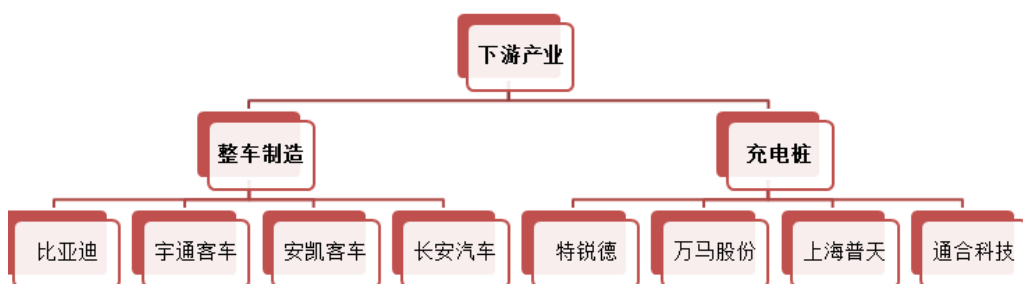 下游产业
整车制造
充电桩
比亚迪
宇通客车
安凯客车
长安汽车
特锐德
万马股份
上海普天
通合科技